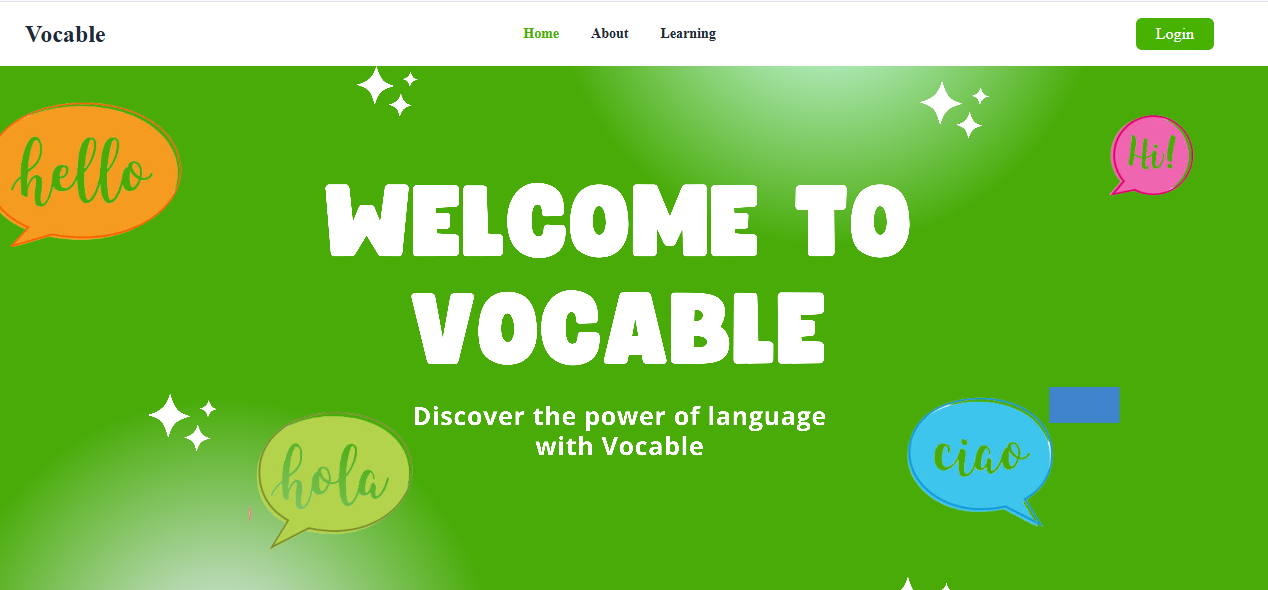 Vocable
Home About Learning
Login
hello
Hi!
WELCOME TO
VOCABLE
Discover the power of language
with Vocable
hola
ciao